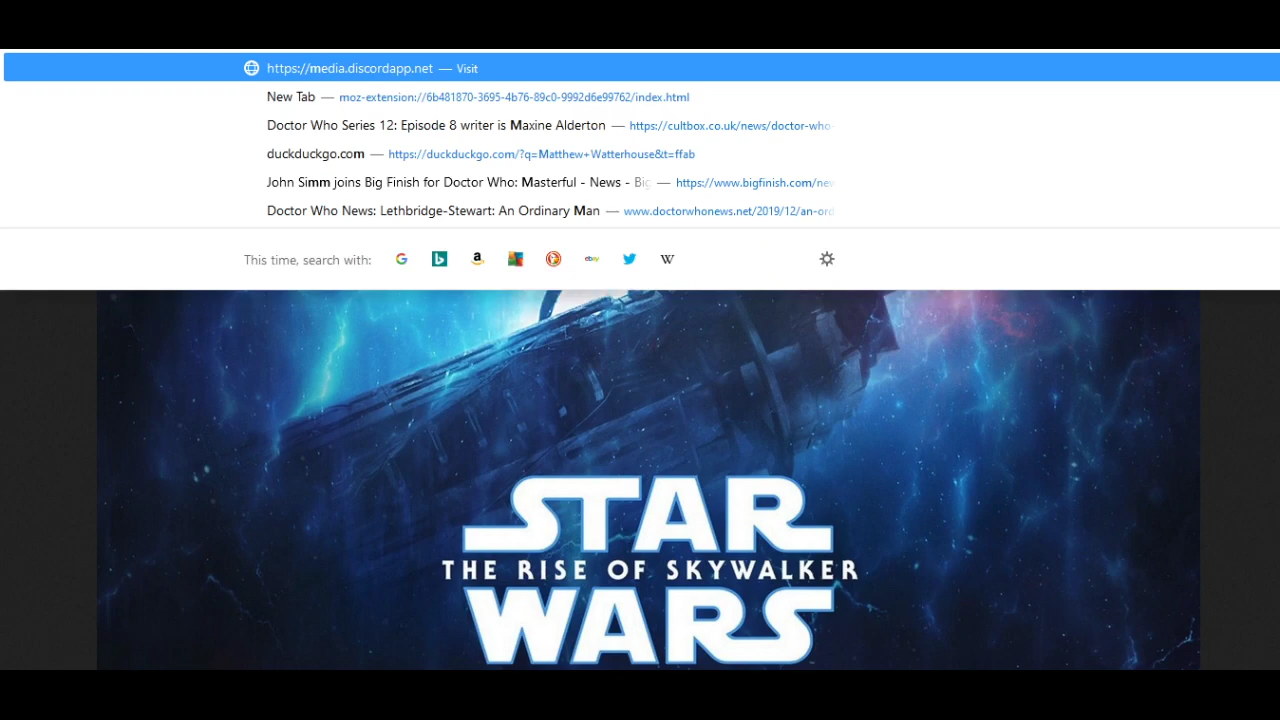 https://media.discordapp.net — Visit
New Tab — moz-extension://6b481870-3695-4b76-89c0-9992d6e99762/index.html
Doctor Who Series 12: Episode 8 writer is Maxine Alderton — https://cultbox.co.uk/news/doctor-who-
duckduckgo.com — https://duckduckgo.com/?q=Matthew+Watterhouse&t=ffab
John Simm joins Big Finish for Doctor Who: Masterful - News - Big — https://www.bigfinish.com/new
Doctor Who News: Lethbridge-Stewart: An Ordinary Man — www.doctorwhonews.net/2019/12/an-ord
This time, search with: G b a ebay W
STAR
THE RISE OF SKYWALKER
WARS